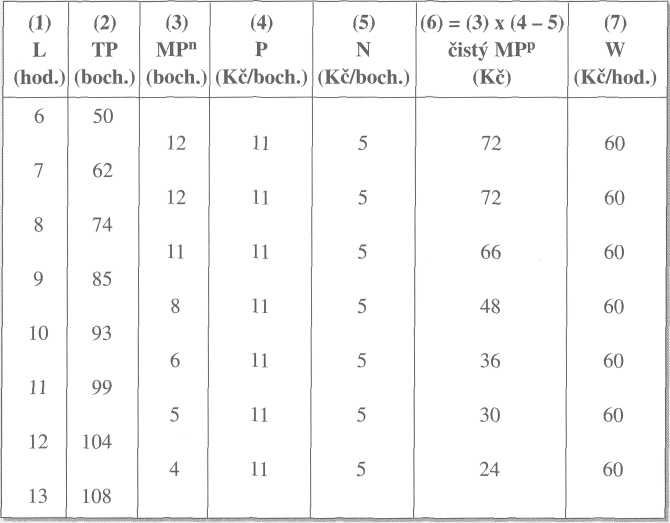 (1) (2) (3) (4) (5) (6) = (3) x (4 – 5) (7)
L TP MPⁿ P N čistý MPᵖ W
(hod.) (boch.) (boch.) (Kč/boch.) (Kč/boch.) (Kč) (Kč/hod.)
6 50
12 11 5 72 60
7 62
12 11 5 72 60
8 74
11 11 5 66 60
9 85
8 11 5 48 60
10 93
6 11 5 36 60
11 99
5 11 5 30 60
12 104
4 11 5 24 60
13 108